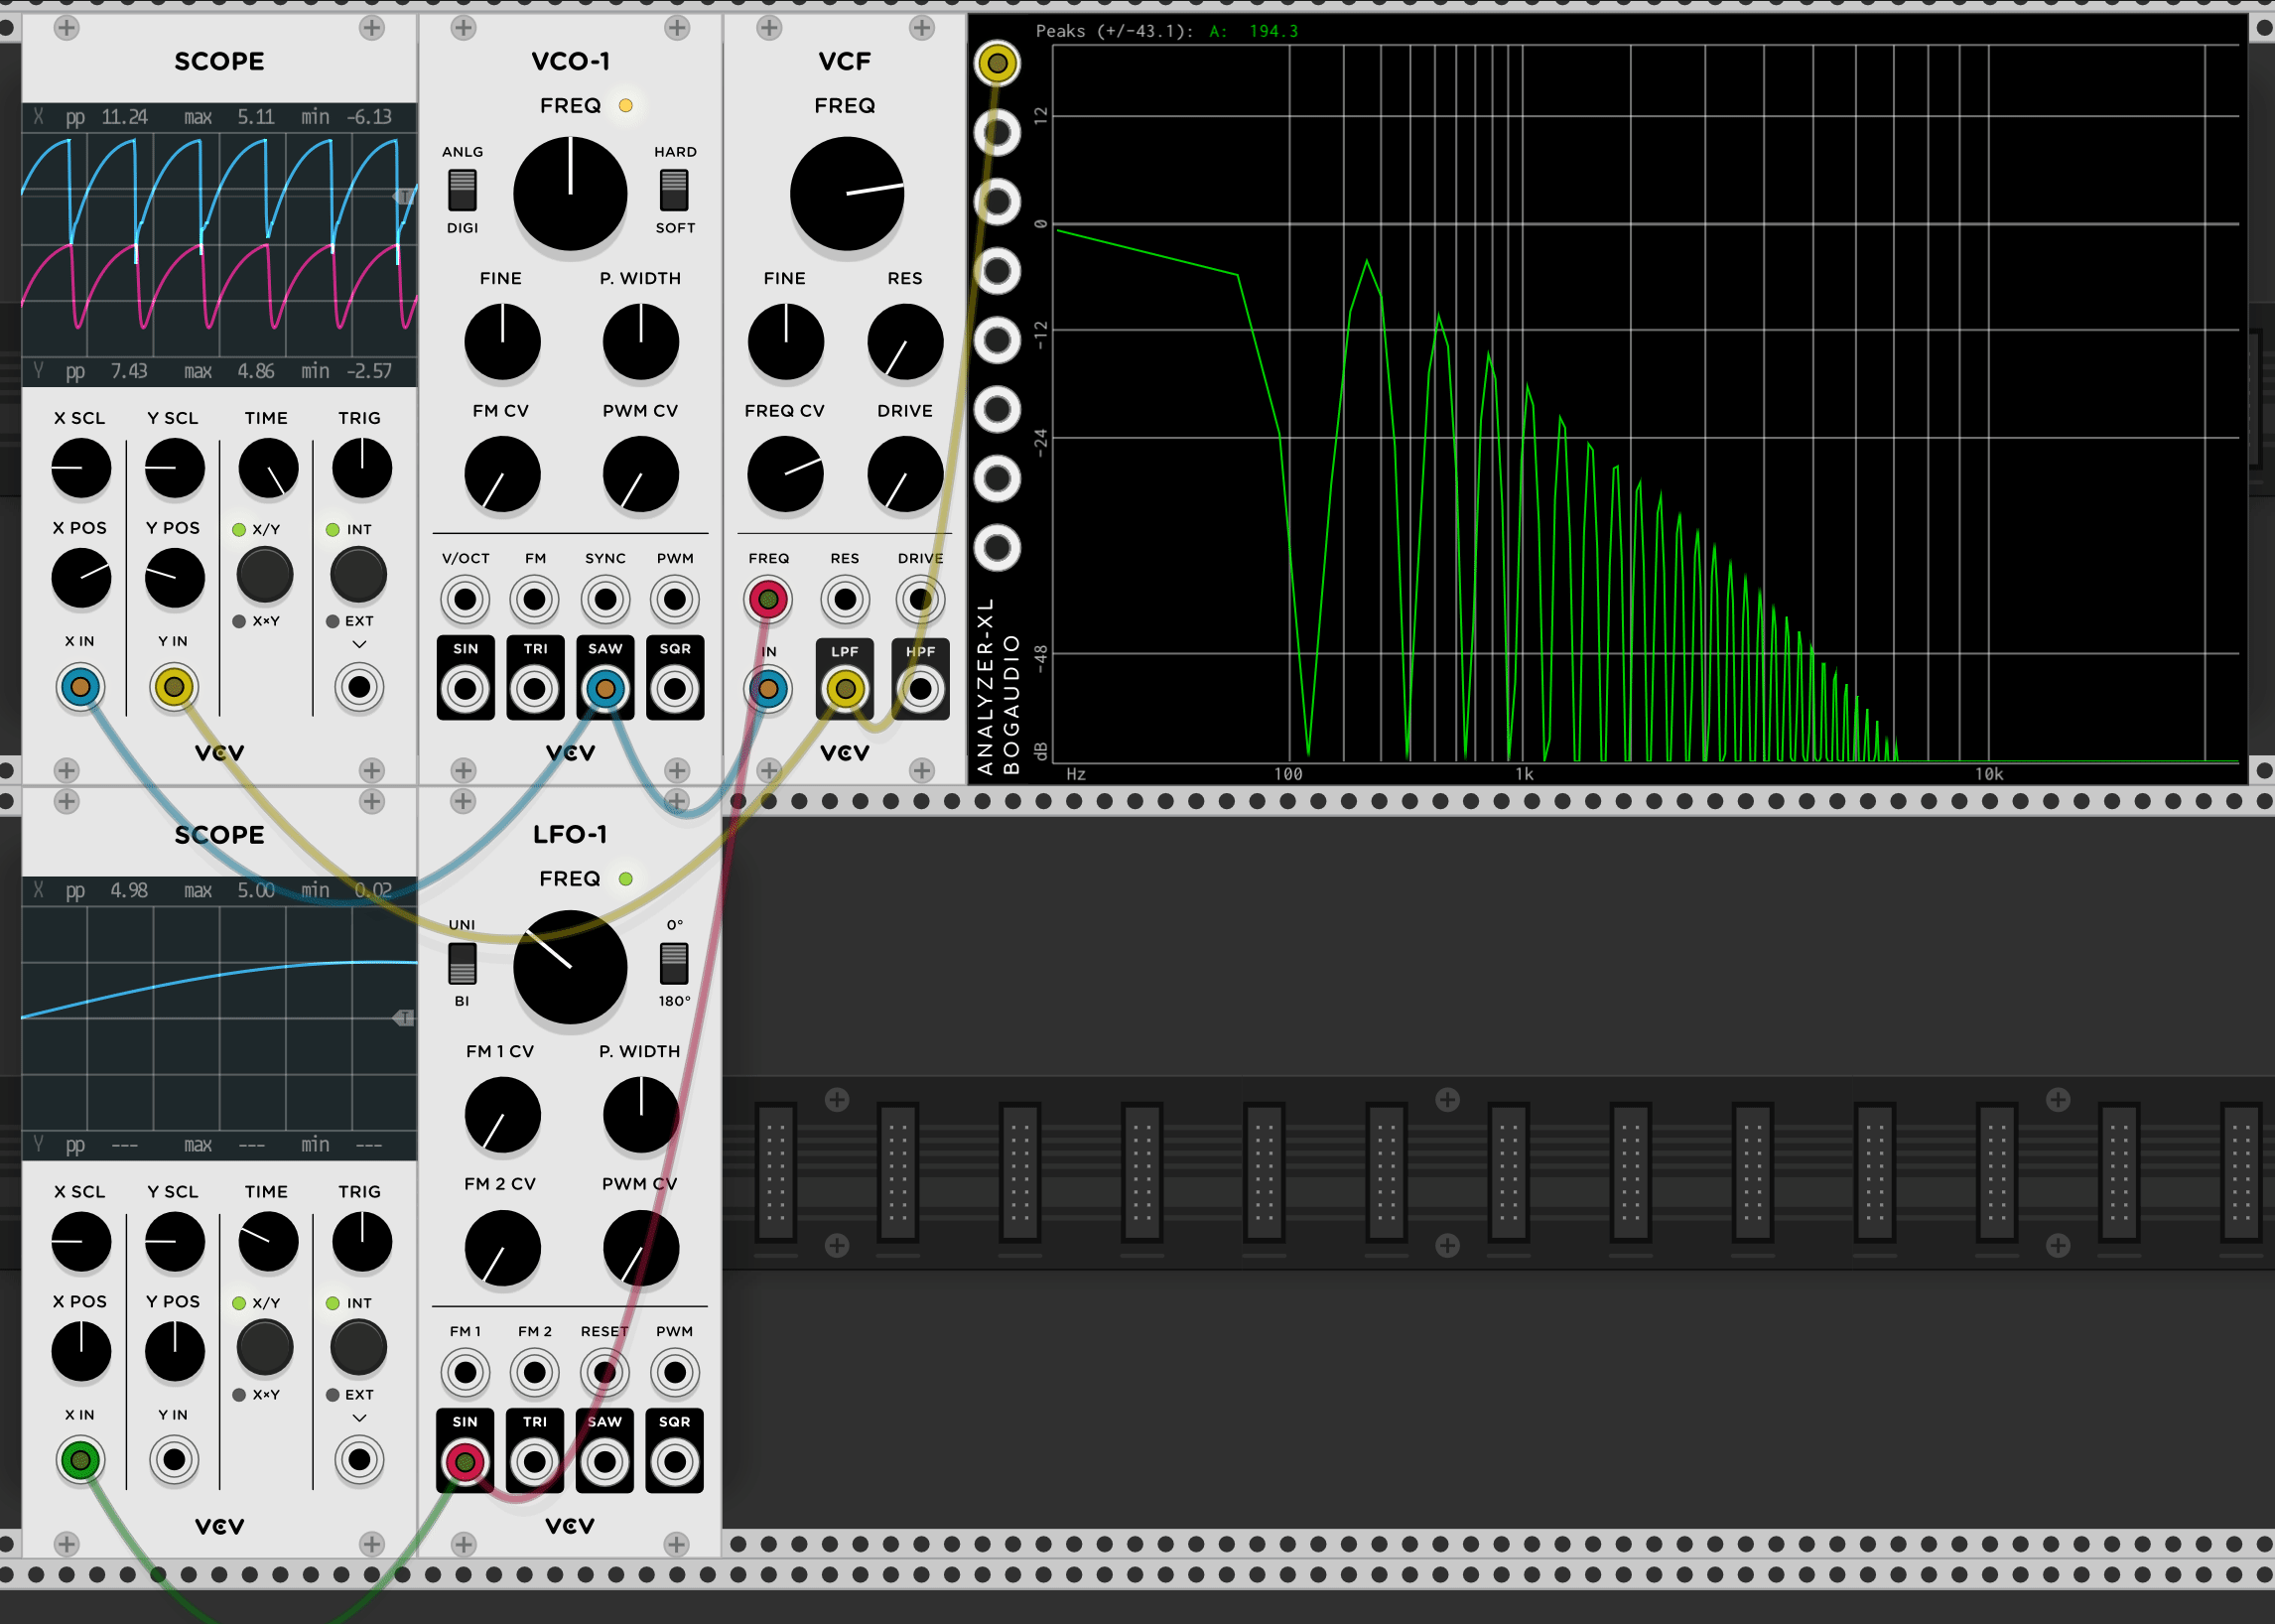 SCOPE
X pp 11.24 max 5.11 min -6.13
T
Y pp 7.43 max 4.86 min -2.57
X SCL Y SCL TIME TRIG
X POS Y POS X/Y INT
X×Y EXT
X IN Y IN
VCV
VCO-1
FREQ
ANLG HARD
DIGI SOFT
FINE P. WIDTH
FM CV PWM CV
V/OCT FM SYNC PWM
SIN TRI SAW SQR
VCV
VCF
FREQ
FINE RES
FREQ CV DRIVE
FREQ RES DRIVE
IN LPF HPF
VCV
Peaks (+/-43.1): A: 194.3
12
0
-12
-24
-48
dB
Hz 100 1k 10k
ANALYZER-XL
BOGAUDIO
SCOPE
X pp 4.98 max 5.00 min 0.02
T
Y pp --- max --- min ---
X SCL Y SCL TIME TRIG
X POS Y POS X/Y INT
X×Y EXT
X IN Y IN
VCV
LFO-1
FREQ
UNI 0°
BI 180°
FM 1 CV P. WIDTH
FM 2 CV PWM CV
FM 1 FM 2 RESET PWM
SIN TRI SAW SQR
VCV